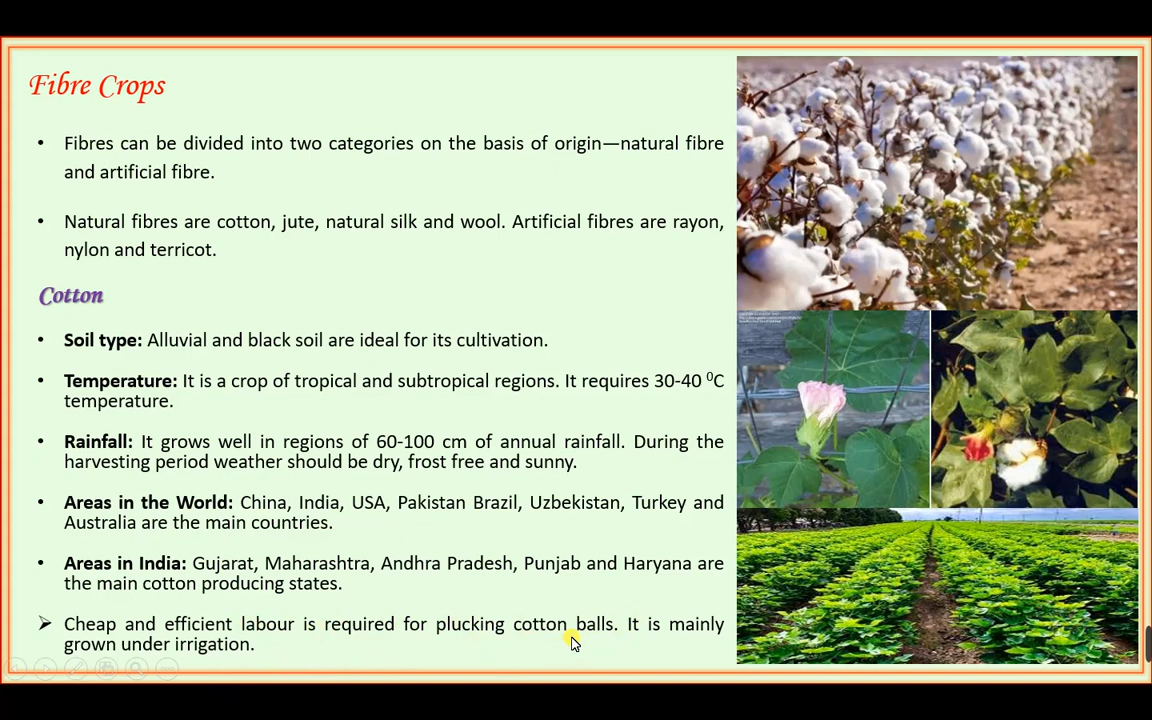 Fibre Crops
• Fibres can be divided into two categories on the basis of origin—natural fibre
and artificial fibre.
• Natural fibres are cotton, jute, natural silk and wool. Artificial fibres are rayon,
nylon and terricot.
Cotton
• Soil type: Alluvial and black soil are ideal for its cultivation.
• Temperature: It is a crop of tropical and subtropical regions. It requires 30-40 ⁰C
temperature.
• Rainfall: It grows well in regions of 60-100 cm of annual rainfall. During the
harvesting period weather should be dry, frost free and sunny.
• Areas in the World: China, India, USA, Pakistan Brazil, Uzbekistan, Turkey and
Australia are the main countries.
• Areas in India: Gujarat, Maharashtra, Andhra Pradesh, Punjab and Haryana are
the main cotton producing states.
➢ Cheap and efficient labour is required for plucking cotton balls. It is mainly
grown under irrigation.